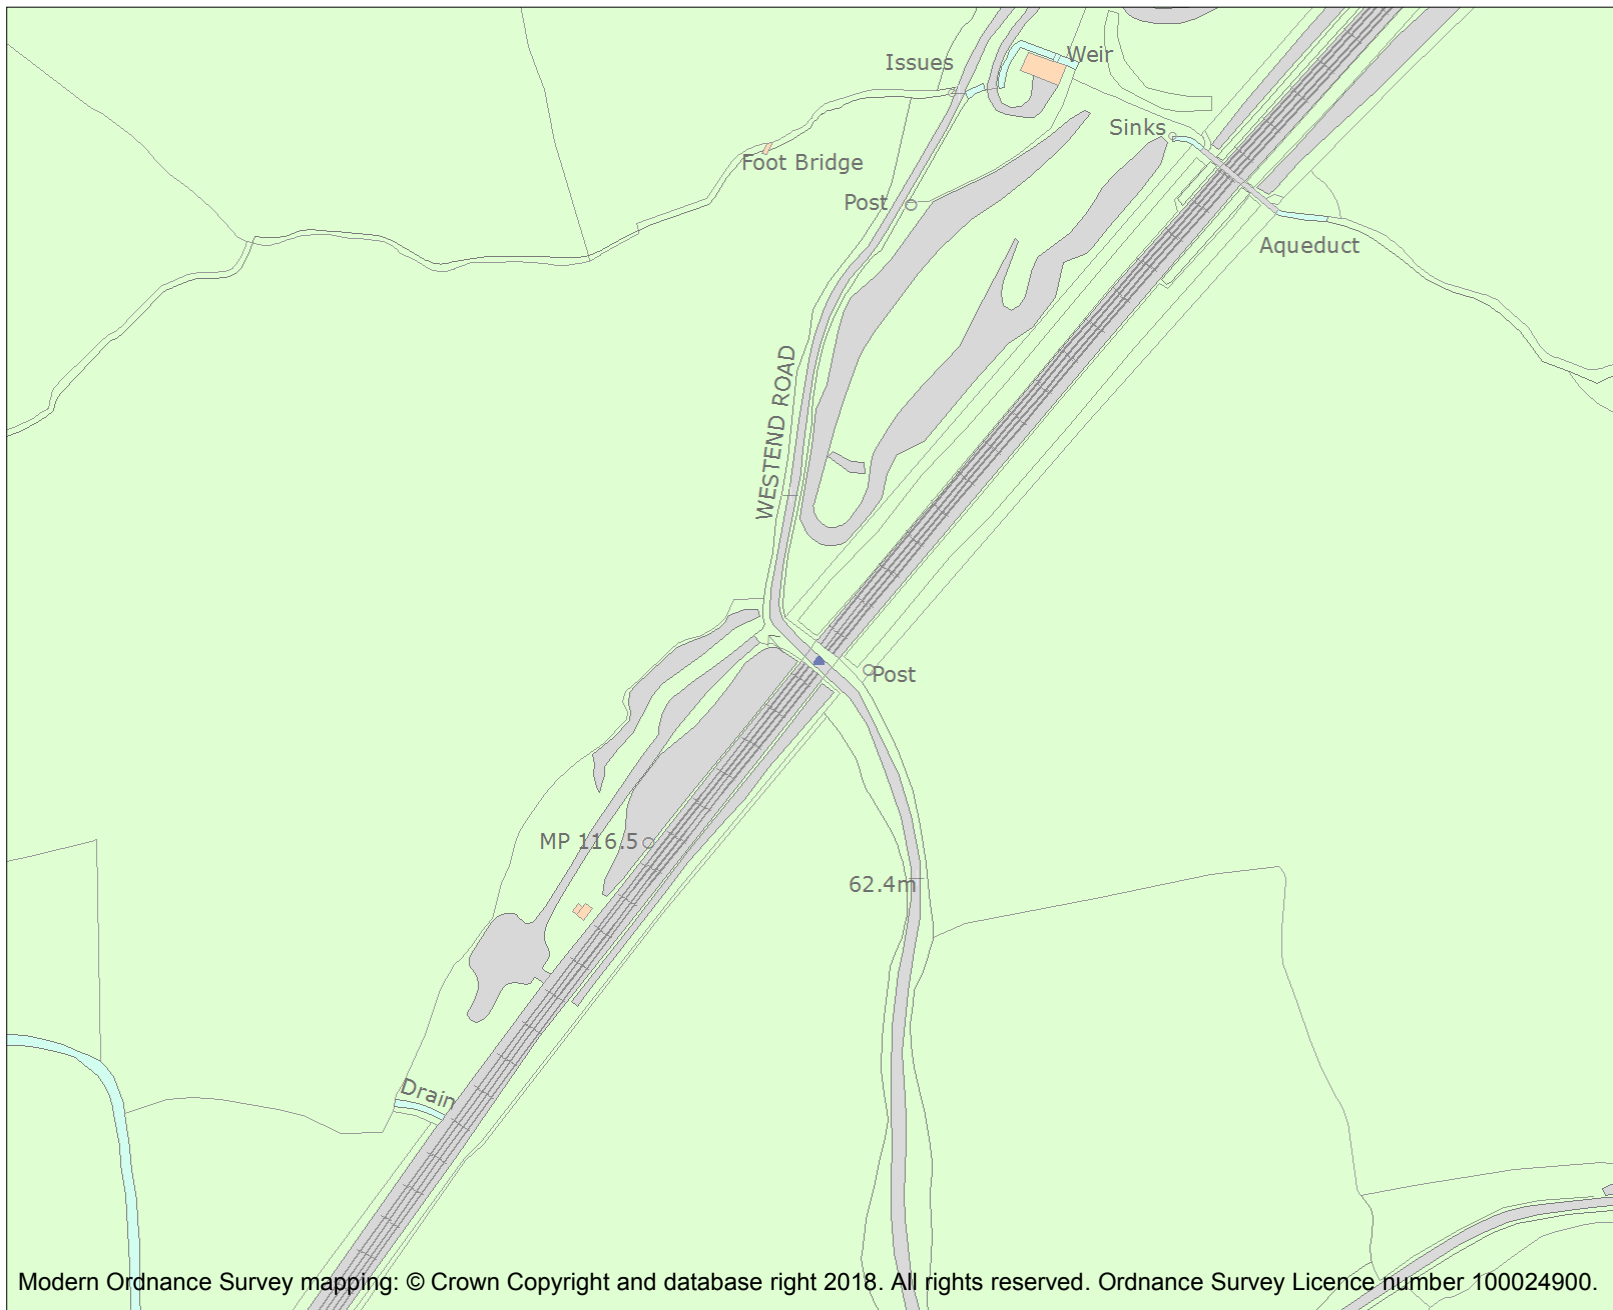 Issues
Weir
Sinks
Foot Bridge
Post
Aqueduct
WESTEND ROAD
Post
MP 116.5
62.4m
Drain
Modern Ordnance Survey mapping: © Crown Copyright and database right 2018. All rights reserved. Ordnance Survey Licence number 100024900.